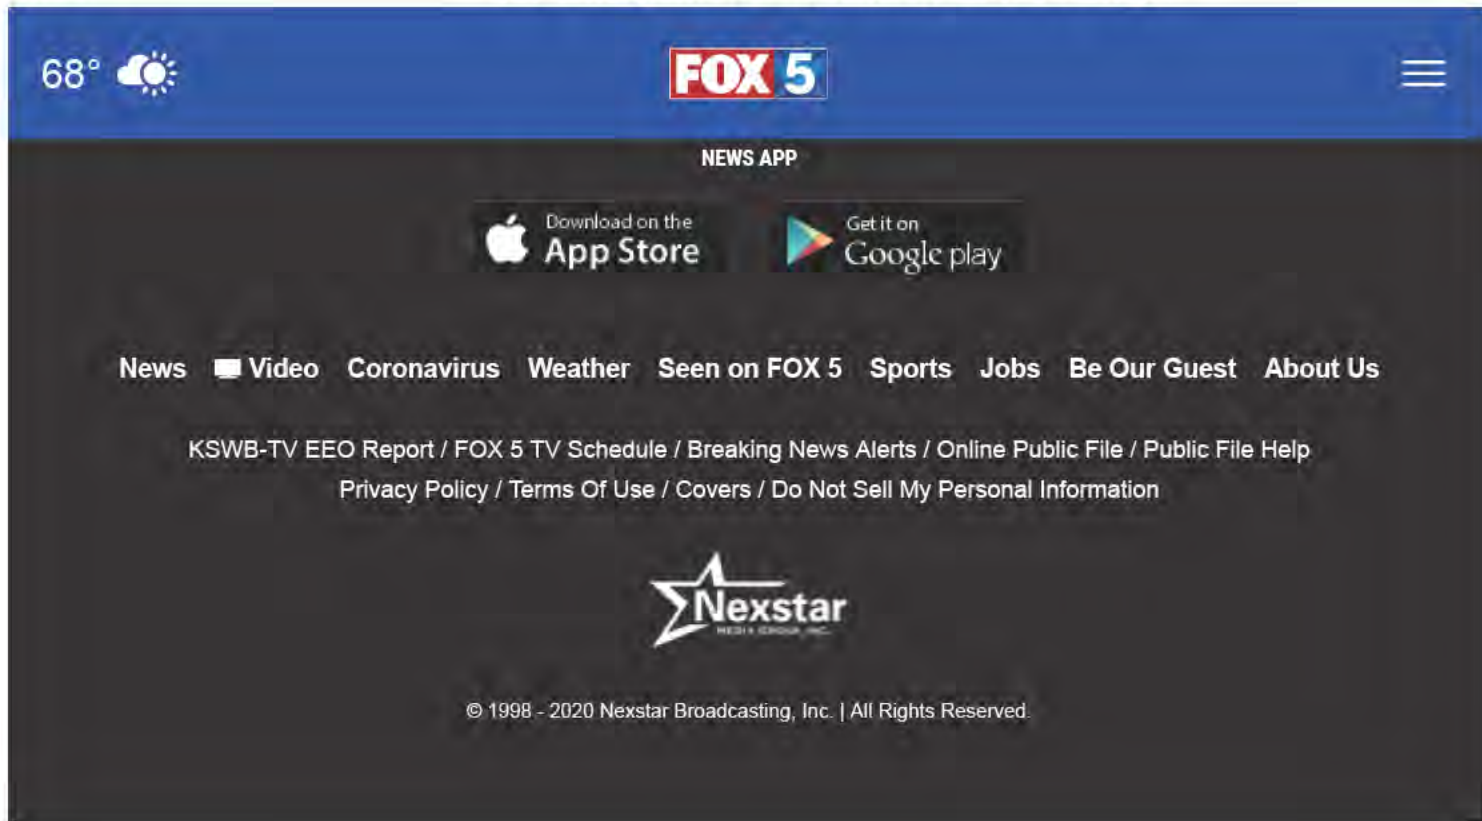 68°
FOX 5
NEWS APP
Download on the
App Store
Get it on
Google play
News Video Coronavirus Weather Seen on FOX 5 Sports Jobs Be Our Guest About Us
KSWB-TV EEO Report / FOX 5 TV Schedule / Breaking News Alerts / Online Public File / Public File Help
Privacy Policy / Terms Of Use / Covers / Do Not Sell My Personal Information
Nexstar
MEDIA GROUP, INC.
© 1998 - 2020 Nexstar Broadcasting, Inc. | All Rights Reserved.